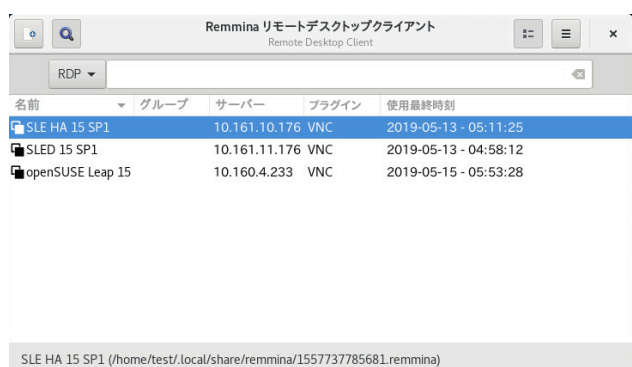 Remmina リモートデスクトップクライアント
Remote Desktop Client
RDP
名前 グループ サーバー プラグイン 使用最終時刻
SLE HA 15 SP1 10.161.10.176 VNC 2019-05-13 - 05:11:25
SLED 15 SP1 10.161.11.176 VNC 2019-05-13 - 04:58:12
openSUSE Leap 15 10.160.4.233 VNC 2019-05-15 - 05:53:28
SLE HA 15 SP1 (/home/test/.local/share/remmina/1557737785681.remmina)